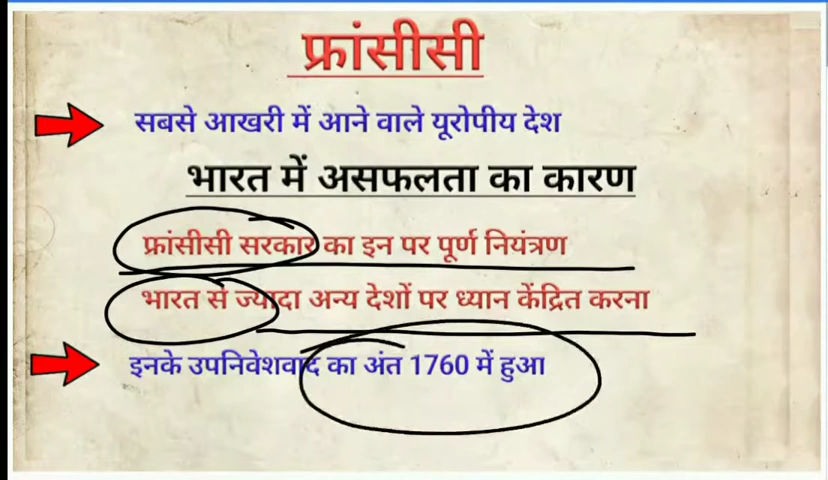 फ्रांसीसी
सबसे आखरी में आने वाले यूरोपीय देश
भारत में असफलता का कारण
फ्रांसीसी सरकार का इन पर पूर्ण नियंत्रण
भारत से ज्यादा अन्य देशों पर ध्यान केंद्रित करना
इनके उपनिवेशवाद का अंत 1760 में हुआ